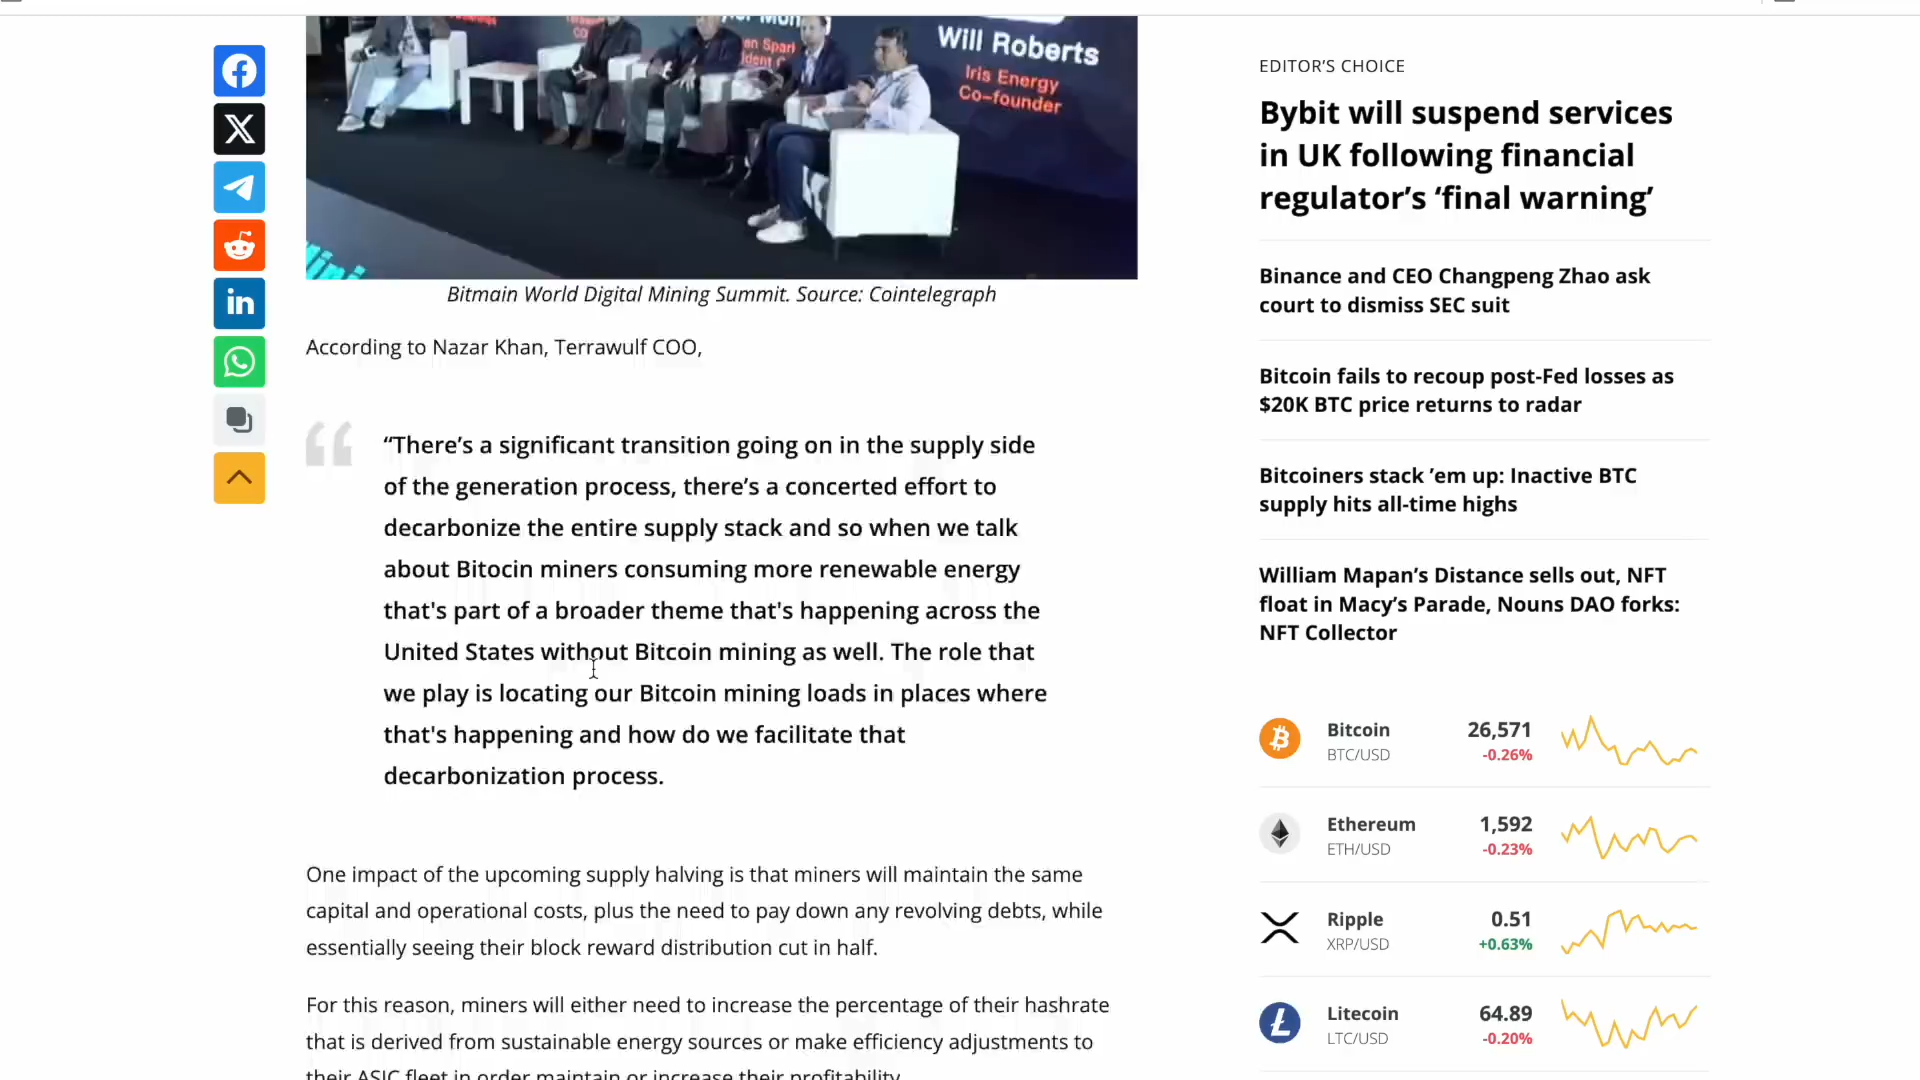 Will Roberts
Iris Energy
Co-founder
Bitmain World Digital Mining Summit. Source: Cointelegraph
According to Nazar Khan, Terrawulf COO,
“There’s a significant transition going on in the supply side
of the generation process, there’s a concerted effort to
decarbonize the entire supply stack and so when we talk
about Bitocin miners consuming more renewable energy
that's part of a broader theme that's happening across the
United States without Bitcoin mining as well. The role that
we play is locating our Bitcoin mining loads in places where
that's happening and how do we facilitate that
decarbonization process.
One impact of the upcoming supply halving is that miners will maintain the same
capital and operational costs, plus the need to pay down any revolving debts, while
essentially seeing their block reward distribution cut in half.
For this reason, miners will either need to increase the percentage of their hashrate
that is derived from sustainable energy sources or make efficiency adjustments to
their ASIC fleet in order maintain or increase their profitability.
EDITOR’S CHOICE
Bybit will suspend services
in UK following financial
regulator’s ‘final warning’
Binance and CEO Changpeng Zhao ask
court to dismiss SEC suit
Bitcoin fails to recoup post-Fed losses as
$20K BTC price returns to radar
Bitcoiners stack ’em up: Inactive BTC
supply hits all-time highs
William Mapan’s Distance sells out, NFT
float in Macy’s Parade, Nouns DAO forks:
NFT Collector
Bitcoin 26,571
BTC/USD -0.26%
Ethereum 1,592
ETH/USD -0.23%
Ripple 0.51
XRP/USD +0.63%
Litecoin 64.89
LTC/USD -0.20%